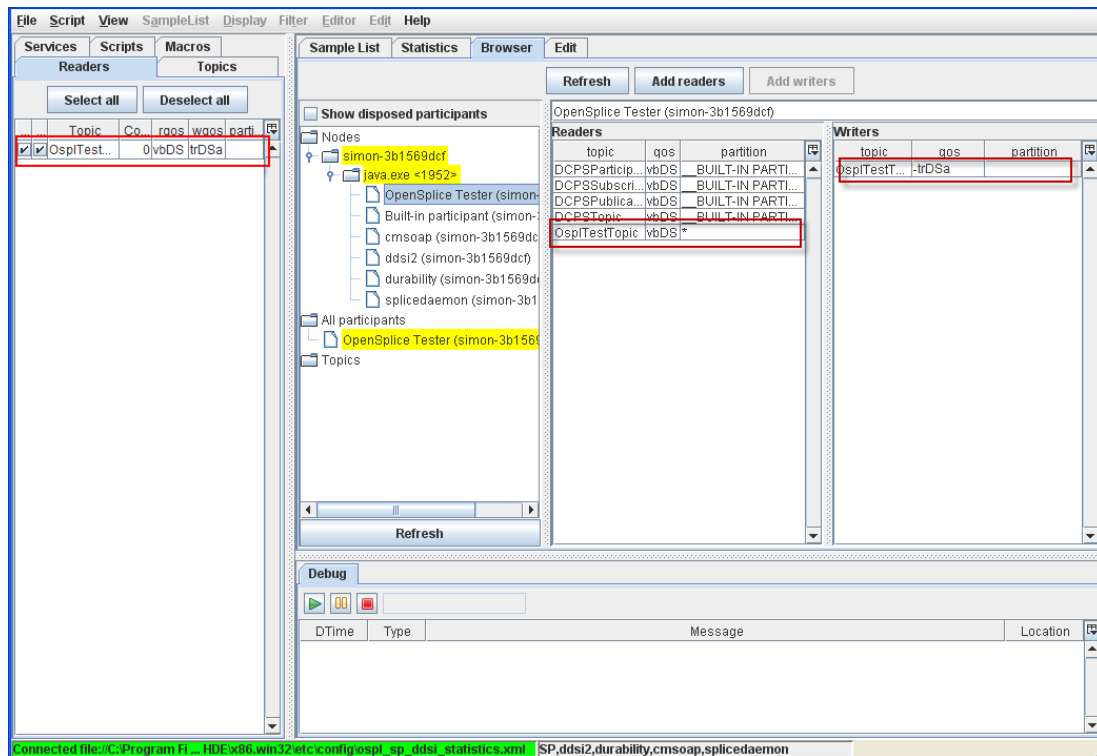 File Script View SampleList Display Filter Editor Edit Help
Services Scripts Macros
Readers Topics
Select all Deselect all
... ... Topic Co... rqos wqos parti...
OsplTest... 0 vbDS trDSa
Sample List Statistics Browser Edit
Refresh Add readers Add writers
Show disposed participants
Nodes
simon-3b1569dcf
java.exe <1952>
OpenSplice Tester (simon-
Built-in participant (simon-
cmsoap (simon-3b1569dc
ddsi2 (simon-3b1569dcf)
durability (simon-3b1569d
splicedaemon (simon-3b1
All participants
OpenSplice Tester (simon-3b156
Topics
Refresh
OpenSplice Tester (simon-3b1569dcf)
Readers
topic qos partition
DCPSParticip... vbDS __BUILT-IN PARTI...
DCPSSubscri... vbDS __BUILT-IN PARTI...
DCPSPublica... vbDS __BUILT-IN PARTI...
DCPSTopic vbDS __BUILT-IN PARTI...
OsplTestTopic vbDS *
Writers
topic qos partition
OsplTestT... -trDSa
Debug
DTime Type Message Location
Connected file://C:\Program Fi ... HDE\x86.win32\etc\config\ospl_sp_ddsi_statistics.xml SP,ddsi2,durability,cmsoap,splicedaemon